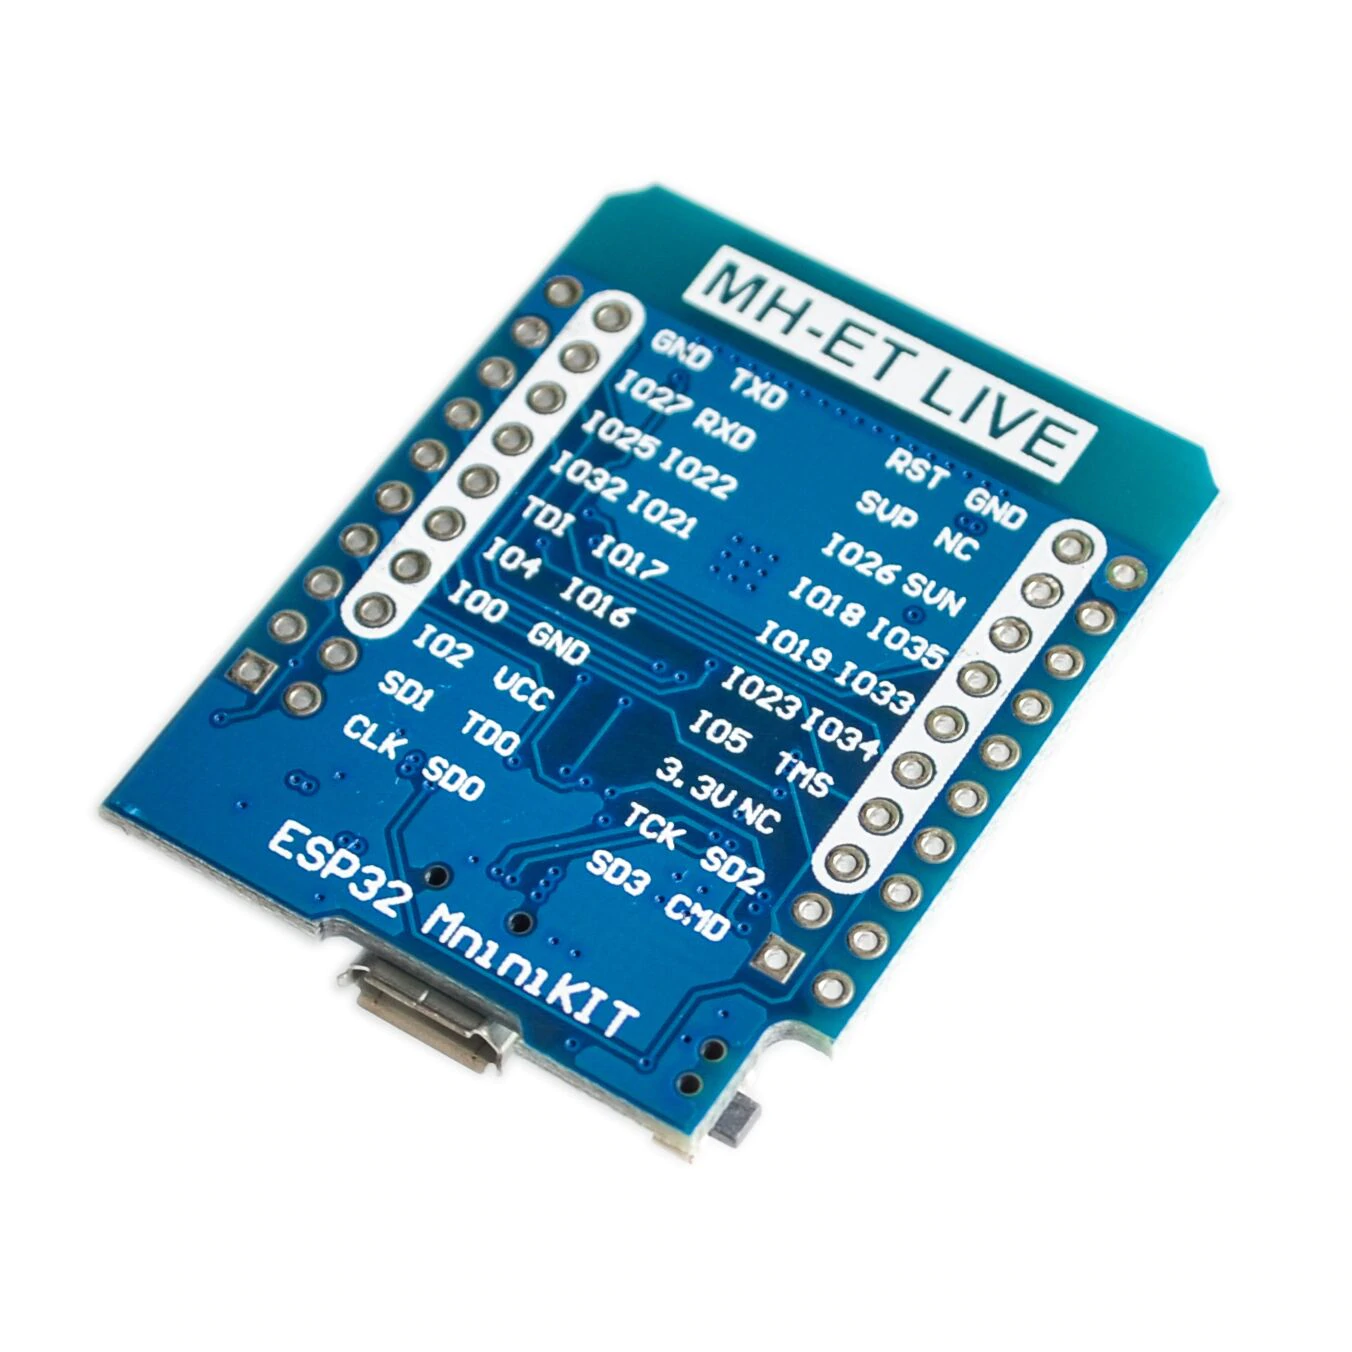 MH-ET LIVE
GND TXD
IO27 RXD
IO25 IO22
IO32 IO21
TDI IO17
IO4 IO16
IO0 GND
IO2 VCC
SD1 TDO
CLK SD0
RST GND
SVP NC
IO26 SVN
IO18 IO35
IO19 IO33
IO23 IO34
IO5 TMS
3.3V NC
TCK SD2
SD3 CMD
ESP32 MniniKIT